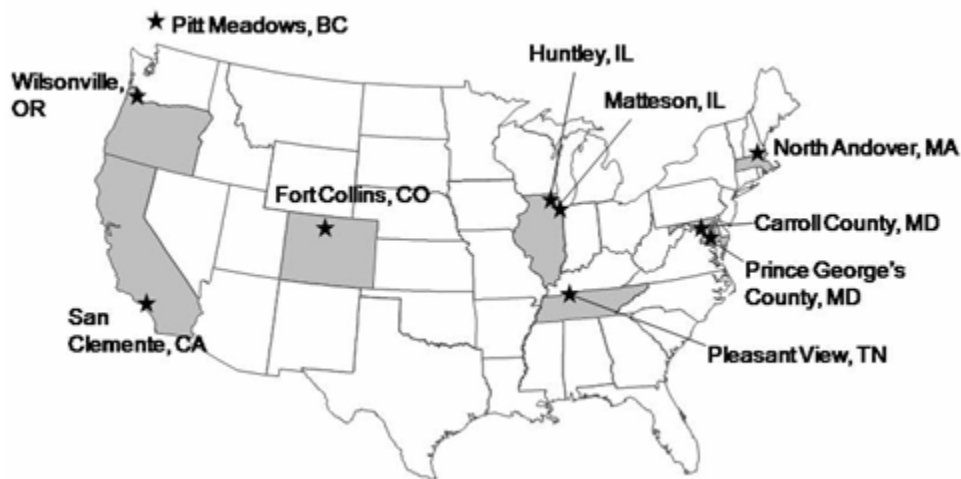 Pitt Meadows, BC
Huntley, IL
Wilsonville,
OR
Matteson, IL
North Andover, MA
Fort Collins, CO
Carroll County, MD
Prince George's
County, MD
San
Clemente, CA
Pleasant View, TN